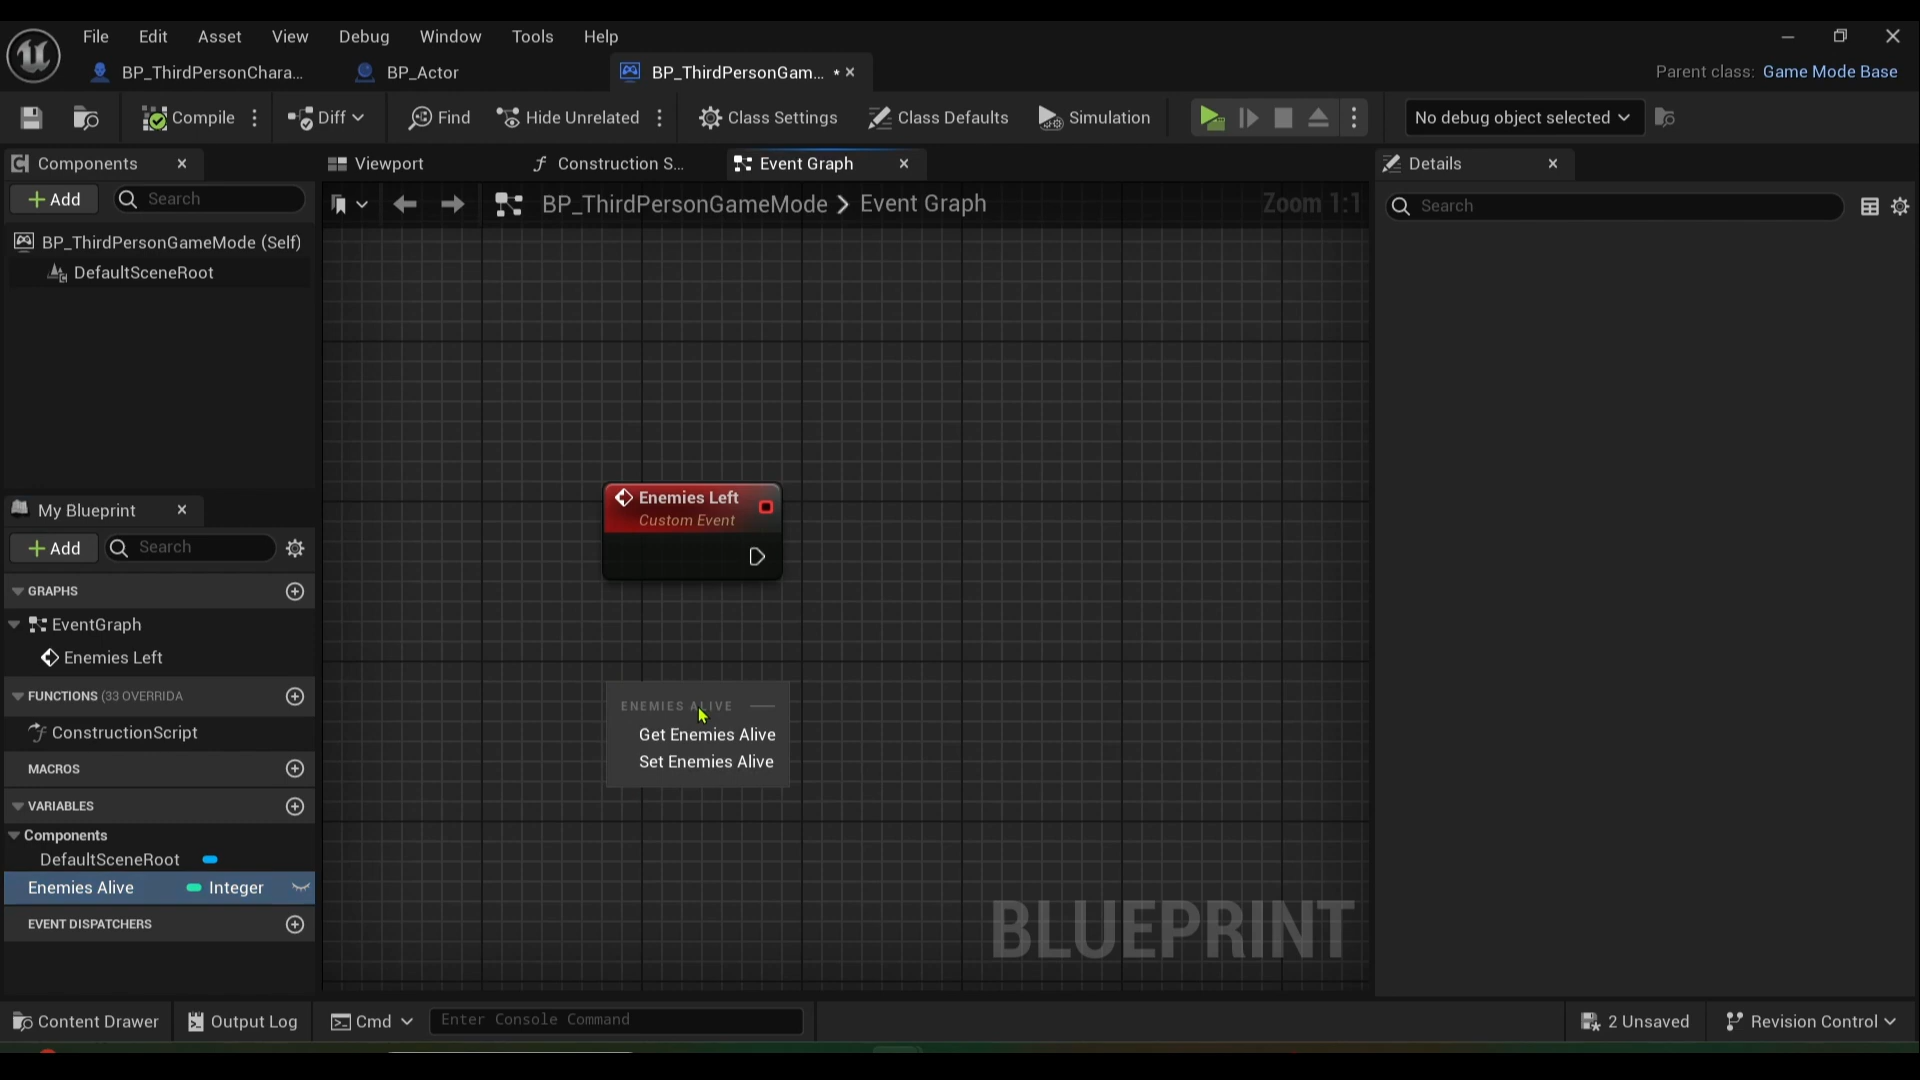 File Edit Asset View Debug Window Tools Help
BP_ThirdPersonChara... BP_Actor BP_ThirdPersonGam... • Parent class: Game Mode Base
Compile Diff Find Hide Unrelated Class Settings Class Defaults Simulation No debug object selected
Components Viewport Construction S... Event Graph Details
+ Add Search BP_ThirdPersonGameMode > Event Graph Zoom 1:1 Search
BP_ThirdPersonGameMode (Self)
DefaultSceneRoot
Enemies Left
Custom Event
My Blueprint
+ Add Search
GRAPHS
EventGraph
Enemies Left
FUNCTIONS (33 OVERRIDA
ConstructionScript
MACROS
VARIABLES
Components
DefaultSceneRoot
Enemies Alive Integer
EVENT DISPATCHERS
ENEMIES ALIVE
Get Enemies Alive
Set Enemies Alive
BLUEPRINT
Content Drawer Output Log Cmd Enter Console Command 2 Unsaved Revision Control